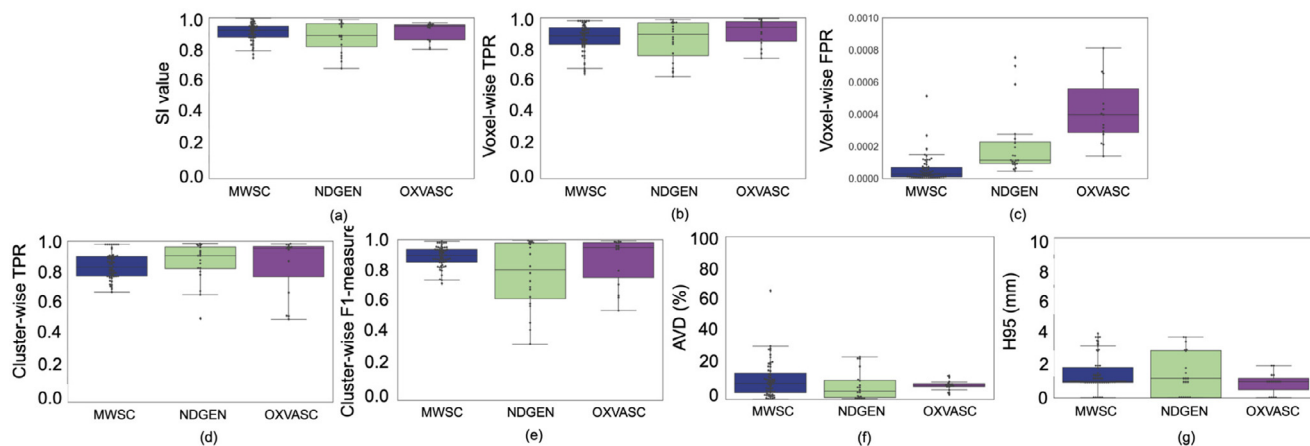 SI value
1.0
0.8
0.6
0.4
0.2
0.0
MWSC NDGEN OXVASC
(a)
Voxel-wise TPR
1.0
0.8
0.6
0.4
0.2
0.0
MWSC NDGEN OXVASC
(b)
Voxel-wise FPR
0.0010
0.0008
0.0006
0.0004
0.0002
0.0000
MWSC NDGEN OXVASC
(c)
Cluster-wise TPR
1.0
0.8
0.6
0.4
0.2
0.0
MWSC NDGEN OXVASC
(d)
Cluster-wise F1-measure
1.0
0.8
0.6
0.4
0.2
0.0
MWSC NDGEN OXVASC
(e)
AVD (%)
100
80
60
40
20
0
MWSC NDGEN OXVASC
(f)
H95 (mm)
10
8
6
4
2
0
MWSC NDGEN OXVASC
(g)